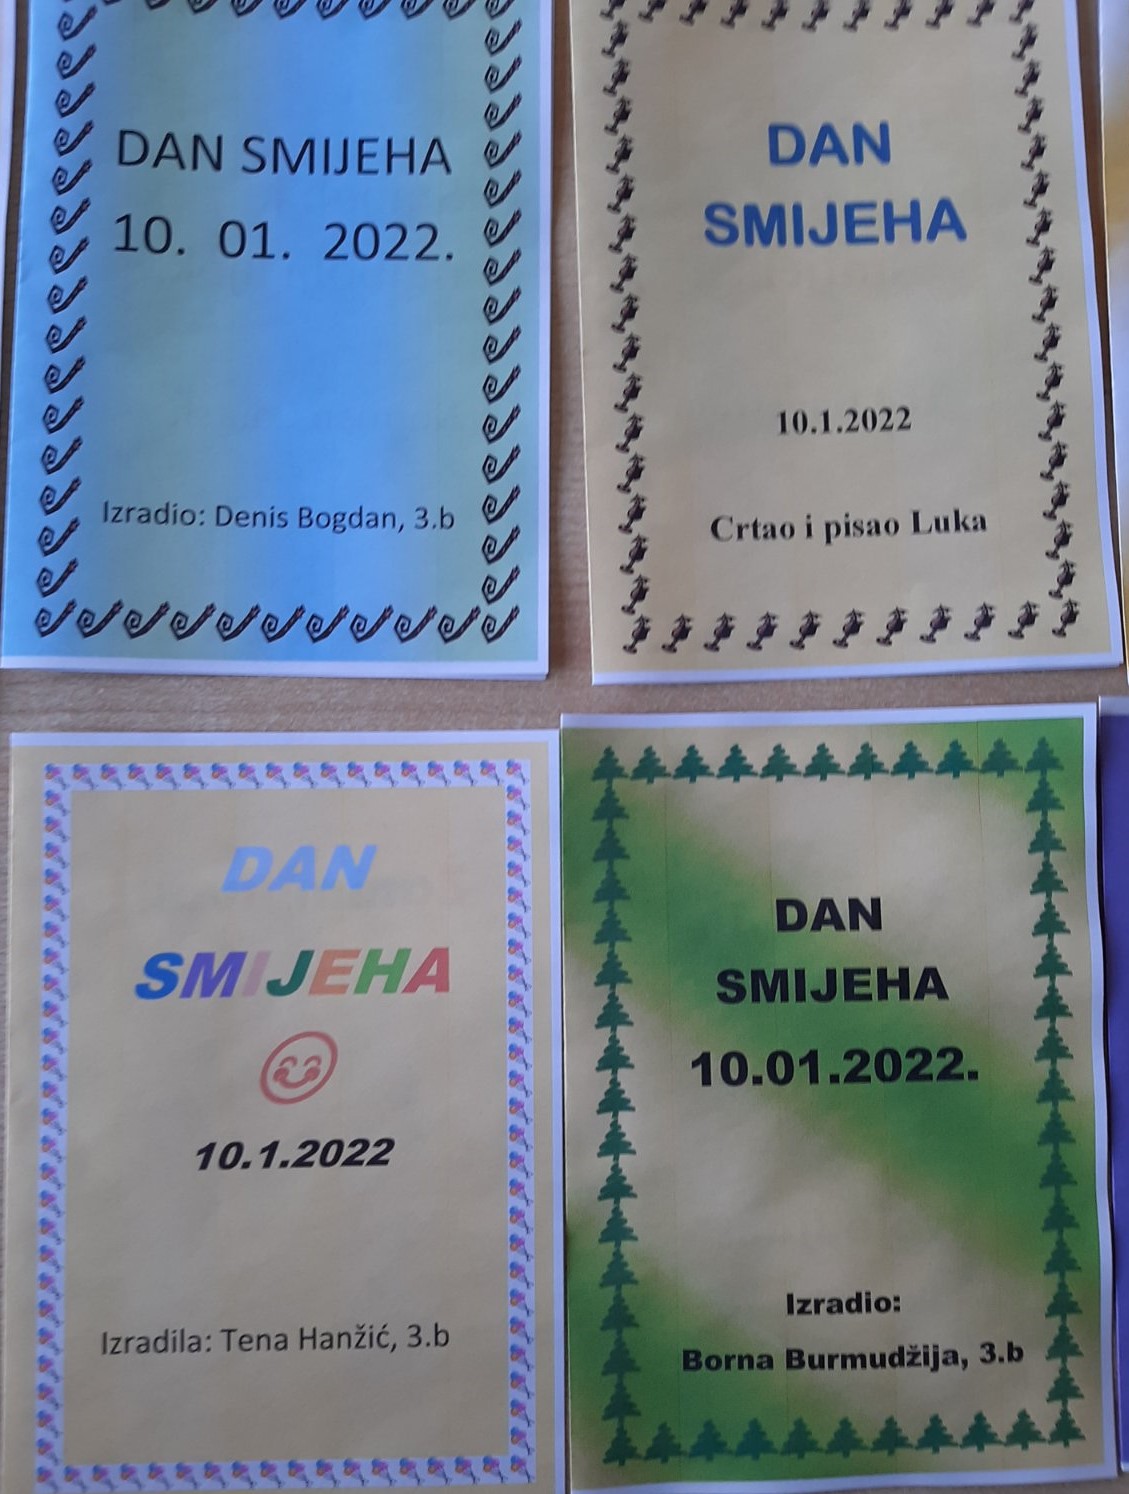 DAN SMIJEHA
10. 01. 2022.
Izradio: Denis Bogdan, 3.b
DAN
SMIJEHA
10.1.2022
Crtao i pisao Luka
DAN
SMIJEHA
10.1.2022
Izradila: Tena Hanžić, 3.b
DAN
SMIJEHA
10.01.2022.
Izradio:
Borna Burmudžija, 3.b